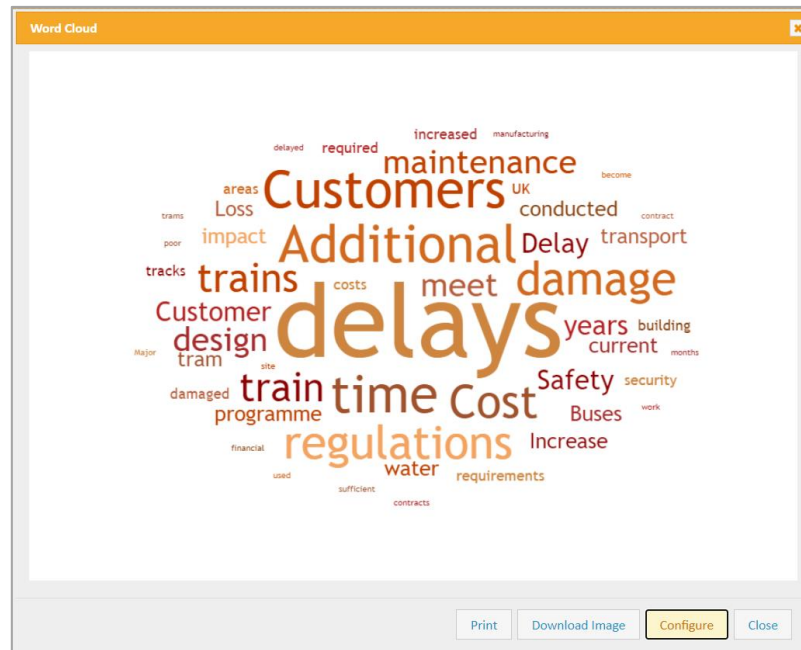 Word Cloud
increased manufacturing
delayed required
maintenance
become
areas Customers UK
Loss conducted
trams contract
impact Additional Delay transport
poor
tracks trains costs meet damage
Customer delays years building
design current
Major tram months
site
damaged train time Cost Safety security
programme Buses work
financial regulations Increase
water requirements
used
sufficient
contracts
Print Download Image Configure Close